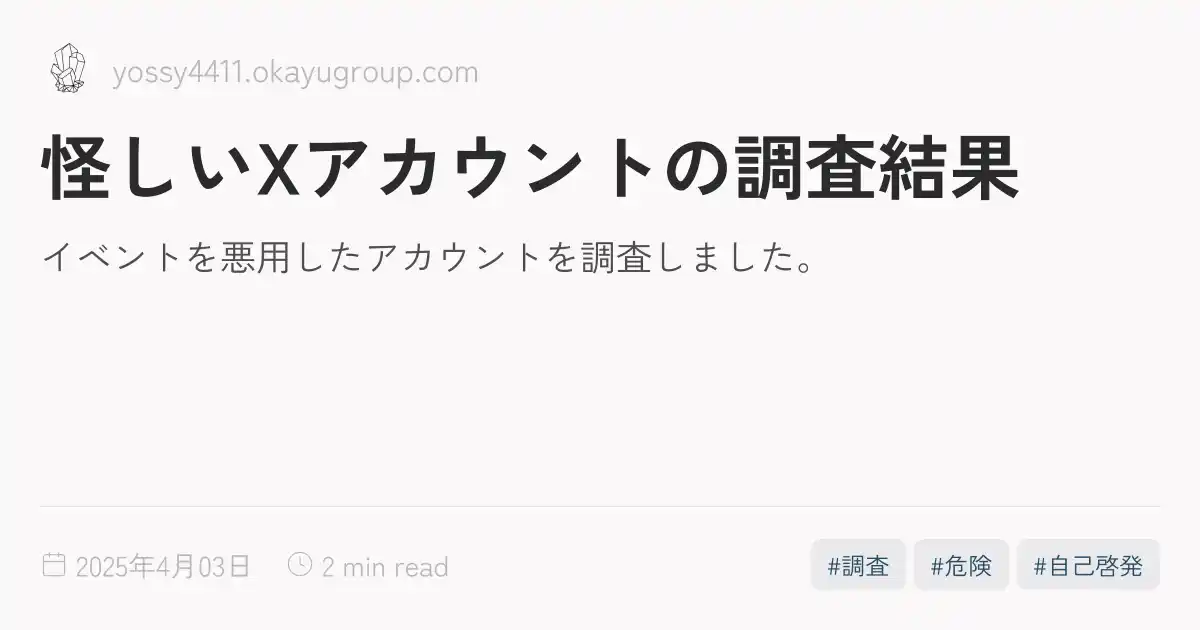 yossy4411.okayugroup.com
怪しいXアカウントの調査結果
イベントを悪用したアカウントを調査しました。
2025年4月03日 2 min read #調査 #危険 #自己啓発